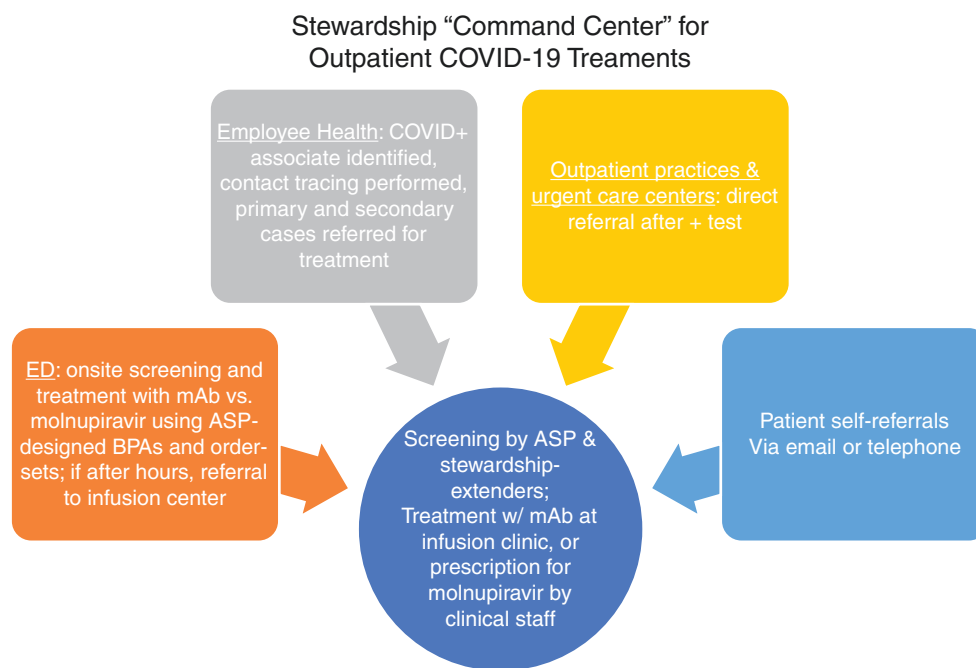 Stewardship “Command Center” for
Outpatient COVID-19 Treaments
Employee Health: COVID+
associate identified,
contact tracing performed,
primary and secondary
cases referred for
treatment
Outpatient practices &
urgent care centers: direct
referral after + test
ED: onsite screening and
treatment with mAb vs.
molnupiravir using ASP-
designed BPAs and order-
sets; if after hours, referral
to infusion center
Screening by ASP &
stewardship-
extenders;
Treatment w/ mAb at
infusion clinic, or
prescription for
molnupiravir by
clinical staff
Patient self-referrals
Via email or telephone